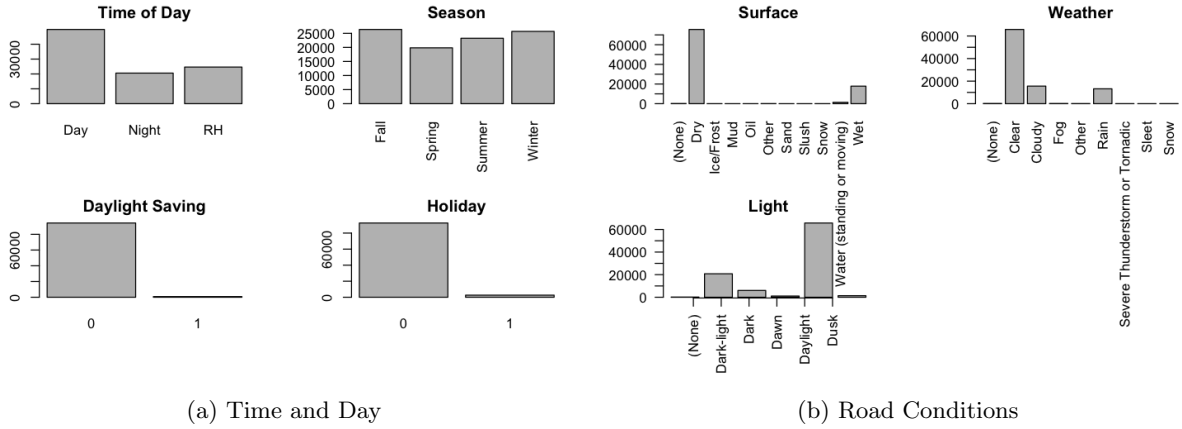 Time of Day
30000
0
Day Night RH
Season
25000
20000
15000
10000
5000
0
Fall Spring Summer Winter
Daylight Saving
60000
0
0 1
Holiday
60000
0
0 1
(a) Time and Day
Surface
60000
40000
20000
0
(None) Dry Ice/Frost Mud Oil Other Sand Slush Snow Water (standing or moving) Wet
Weather
60000
40000
20000
0
(None) Clear Cloudy Fog Other Rain Severe Thunderstorm or Tornadic Sleet Snow
Light
60000
40000
20000
0
(None) Dark-light Dark Dawn Daylight Dusk
(b) Road Conditions